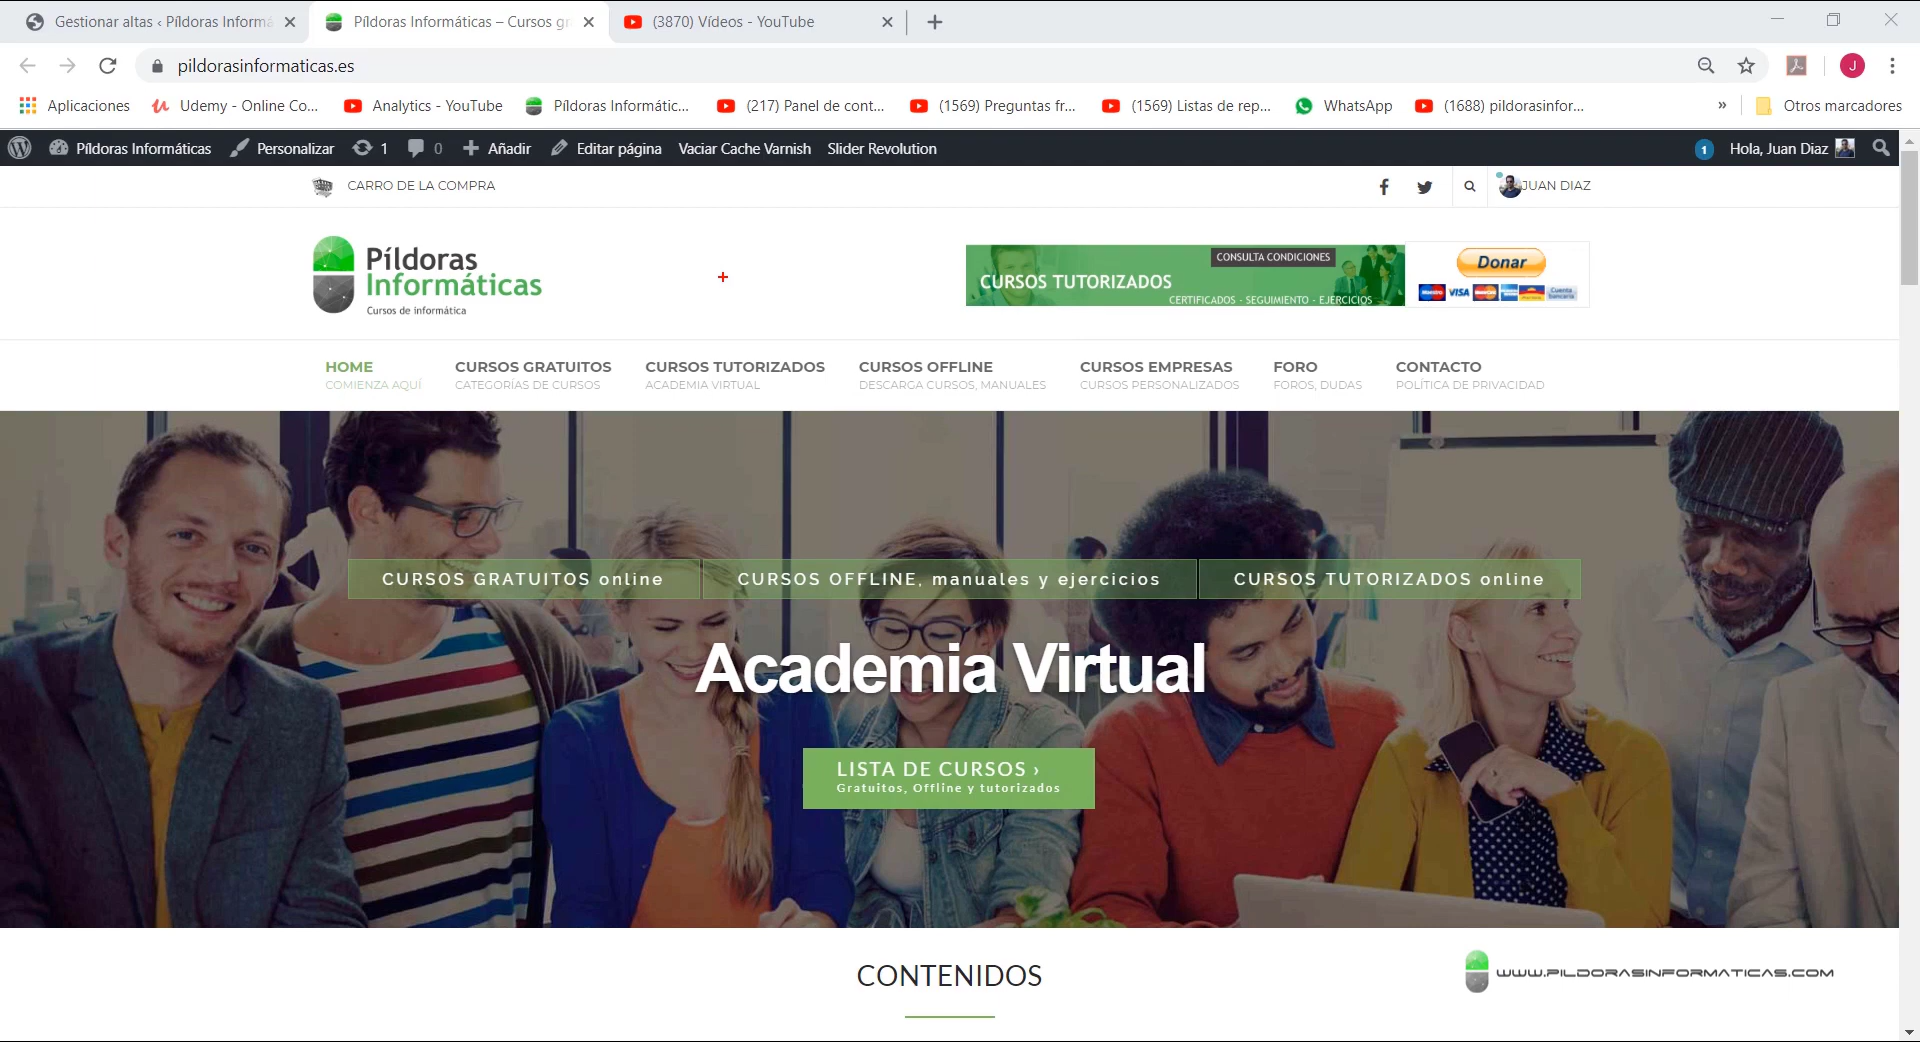 Gestionar altas ‹ Píldoras Informá
Píldoras Informáticas – Cursos gr
(3870) Vídeos - YouTube
pildorasinformaticas.es
J
Aplicaciones
Udemy - Online Co...
Analytics - YouTube
Píldoras Informátic...
(217) Panel de cont...
(1569) Preguntas fr...
(1569) Listas de rep...
WhatsApp
(1688) pildorasinfor...
»
Otros marcadores
Píldoras Informáticas
Personalizar
1
0
Añadir
Editar página
Vaciar Cache Varnish
Slider Revolution
1
Hola, Juan Diaz
CARRO DE LA COMPRA
JUAN DIAZ
Píldoras
Informáticas
Cursos de informática
CONSULTA CONDICIONES
CURSOS TUTORIZADOS
CERTIFICADOS - SEGUIMIENTO - EJERCICIOS
Donar
VISA
Cuenta
bancaria
HOME
COMIENZA AQUÍ
CURSOS GRATUITOS
CATEGORÍAS DE CURSOS
CURSOS TUTORIZADOS
ACADEMIA VIRTUAL
CURSOS OFFLINE
DESCARGA CURSOS, MANUALES
CURSOS EMPRESAS
CURSOS PERSONALIZADOS
FORO
FOROS, DUDAS
CONTACTO
POLÍTICA DE PRIVACIDAD
CURSOS GRATUITOS online
CURSOS OFFLINE, manuales y ejercicios
CURSOS TUTORIZADOS online
Academia Virtual
LISTA DE CURSOS ›
Gratuitos, Offline y tutorizados
CONTENIDOS
WWW.PILDORASINFORMATICAS.COM